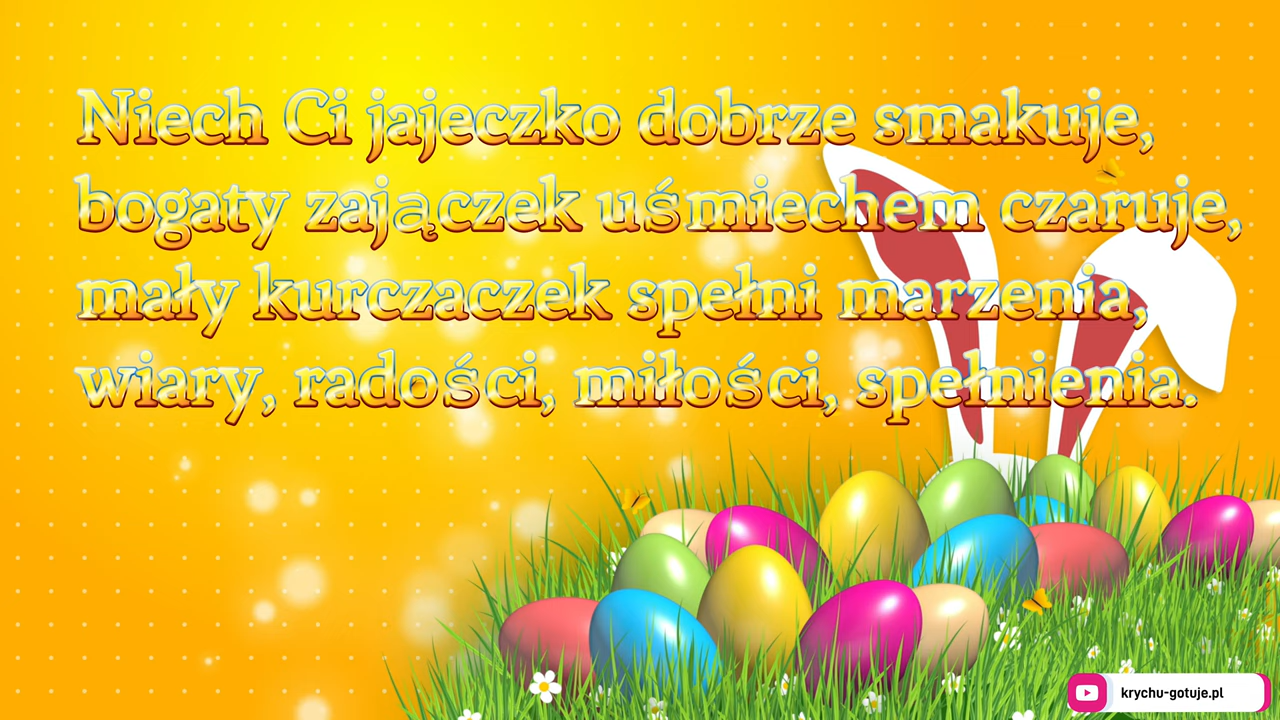 Niech Ci jajeczko dobrze smakuje,
bogaty zajączek uśmiechem czaruje,
mały kurczaczek spełni marzenia,
wiary, radości, miłości, spełnienia.
krychu-gotuje.pl